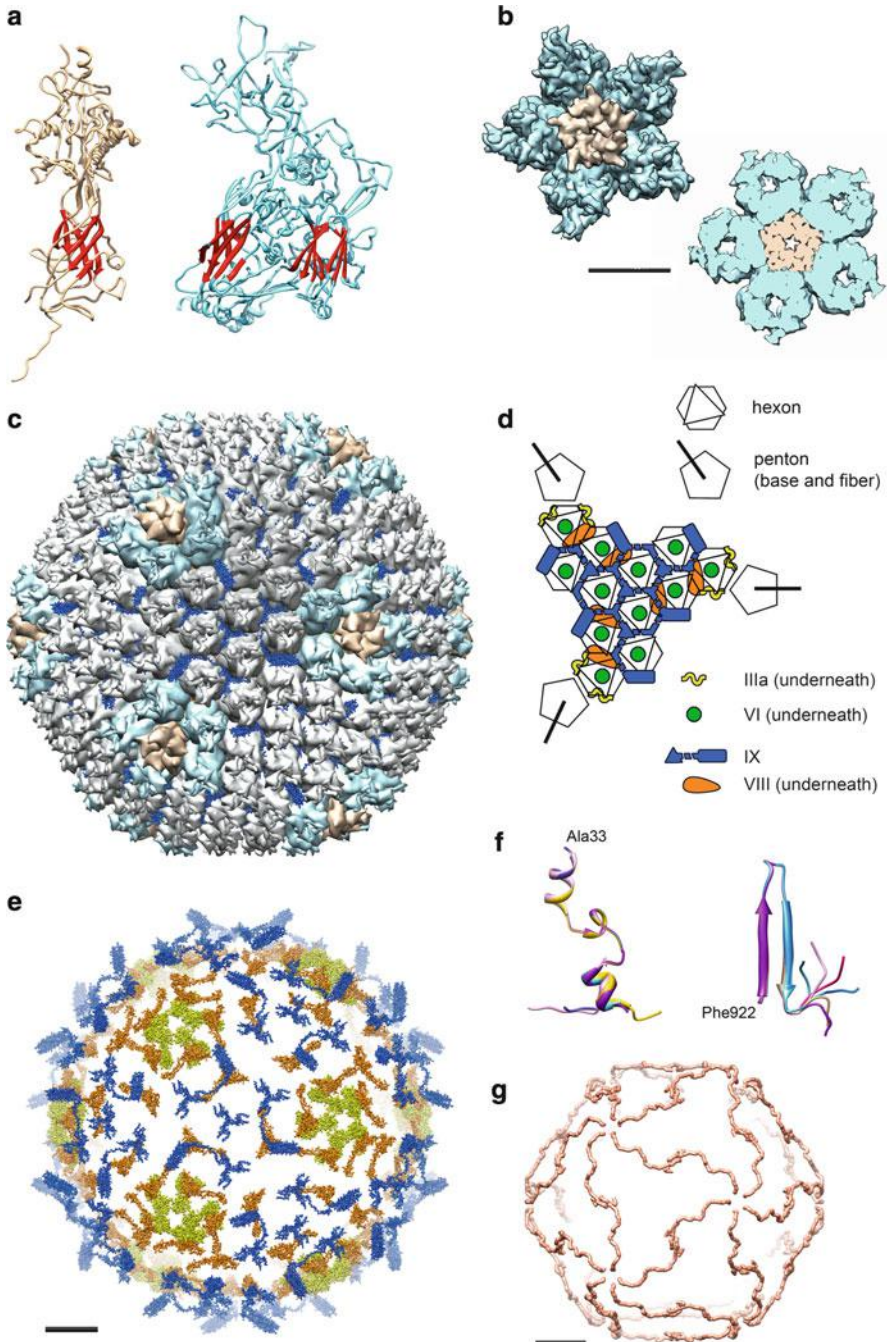 a
b
c
d
hexon
penton
(base and fiber)
IIIa (underneath)
VI (underneath)
IX
VIII (underneath)
e
f
Ala33
Phe922
g